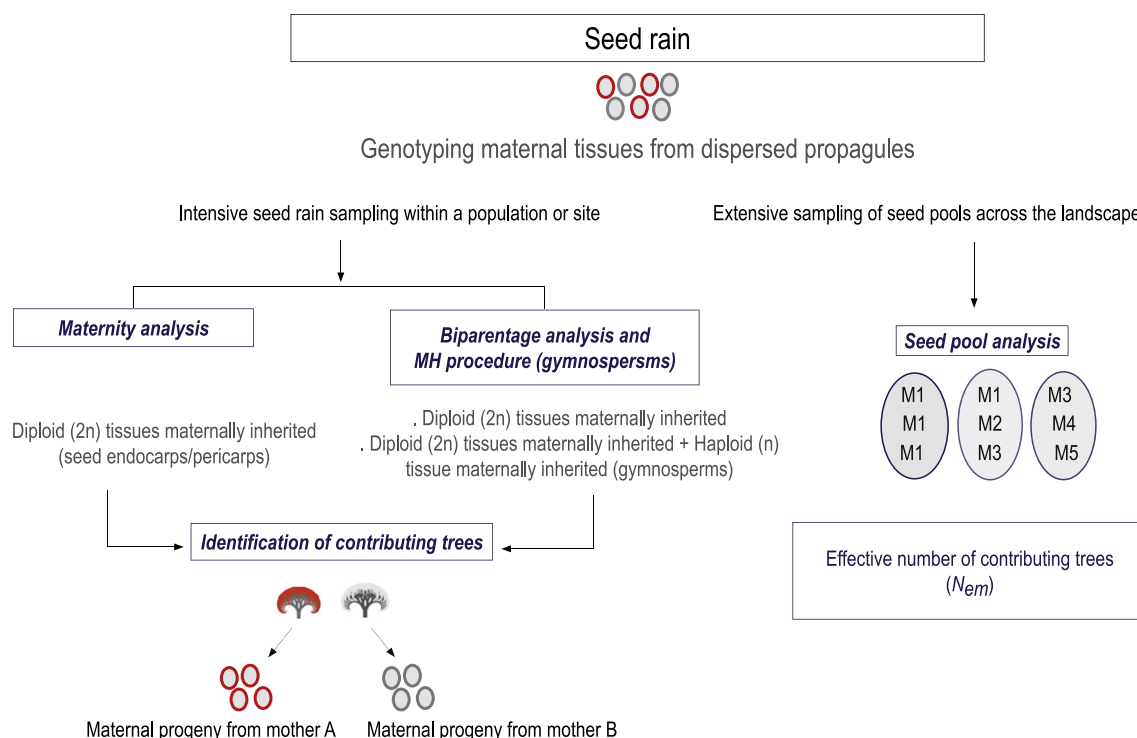 Seed rain
Genotyping maternal tissues from dispersed propagules
Intensive seed rain sampling within a population or site
Extensive sampling of seed pools across the landscape
Maternity analysis
Biparentage analysis and
MH procedure (gymnospersms)
Seed pool analysis
M1
M1
M1
M1
M2
M3
M3
M4
M5
Diploid (2n) tissues maternally inherited
(seed endocarps/pericarps)
. Diploid (2n) tissues maternally inherited
. Diploid (2n) tissues maternally inherited + Haploid (n)
tissue maternally inherited (gymnosperms)
Identification of contributing trees
Effective number of contributing trees
(Nem)
Maternal progeny from mother A
Maternal progeny from mother B